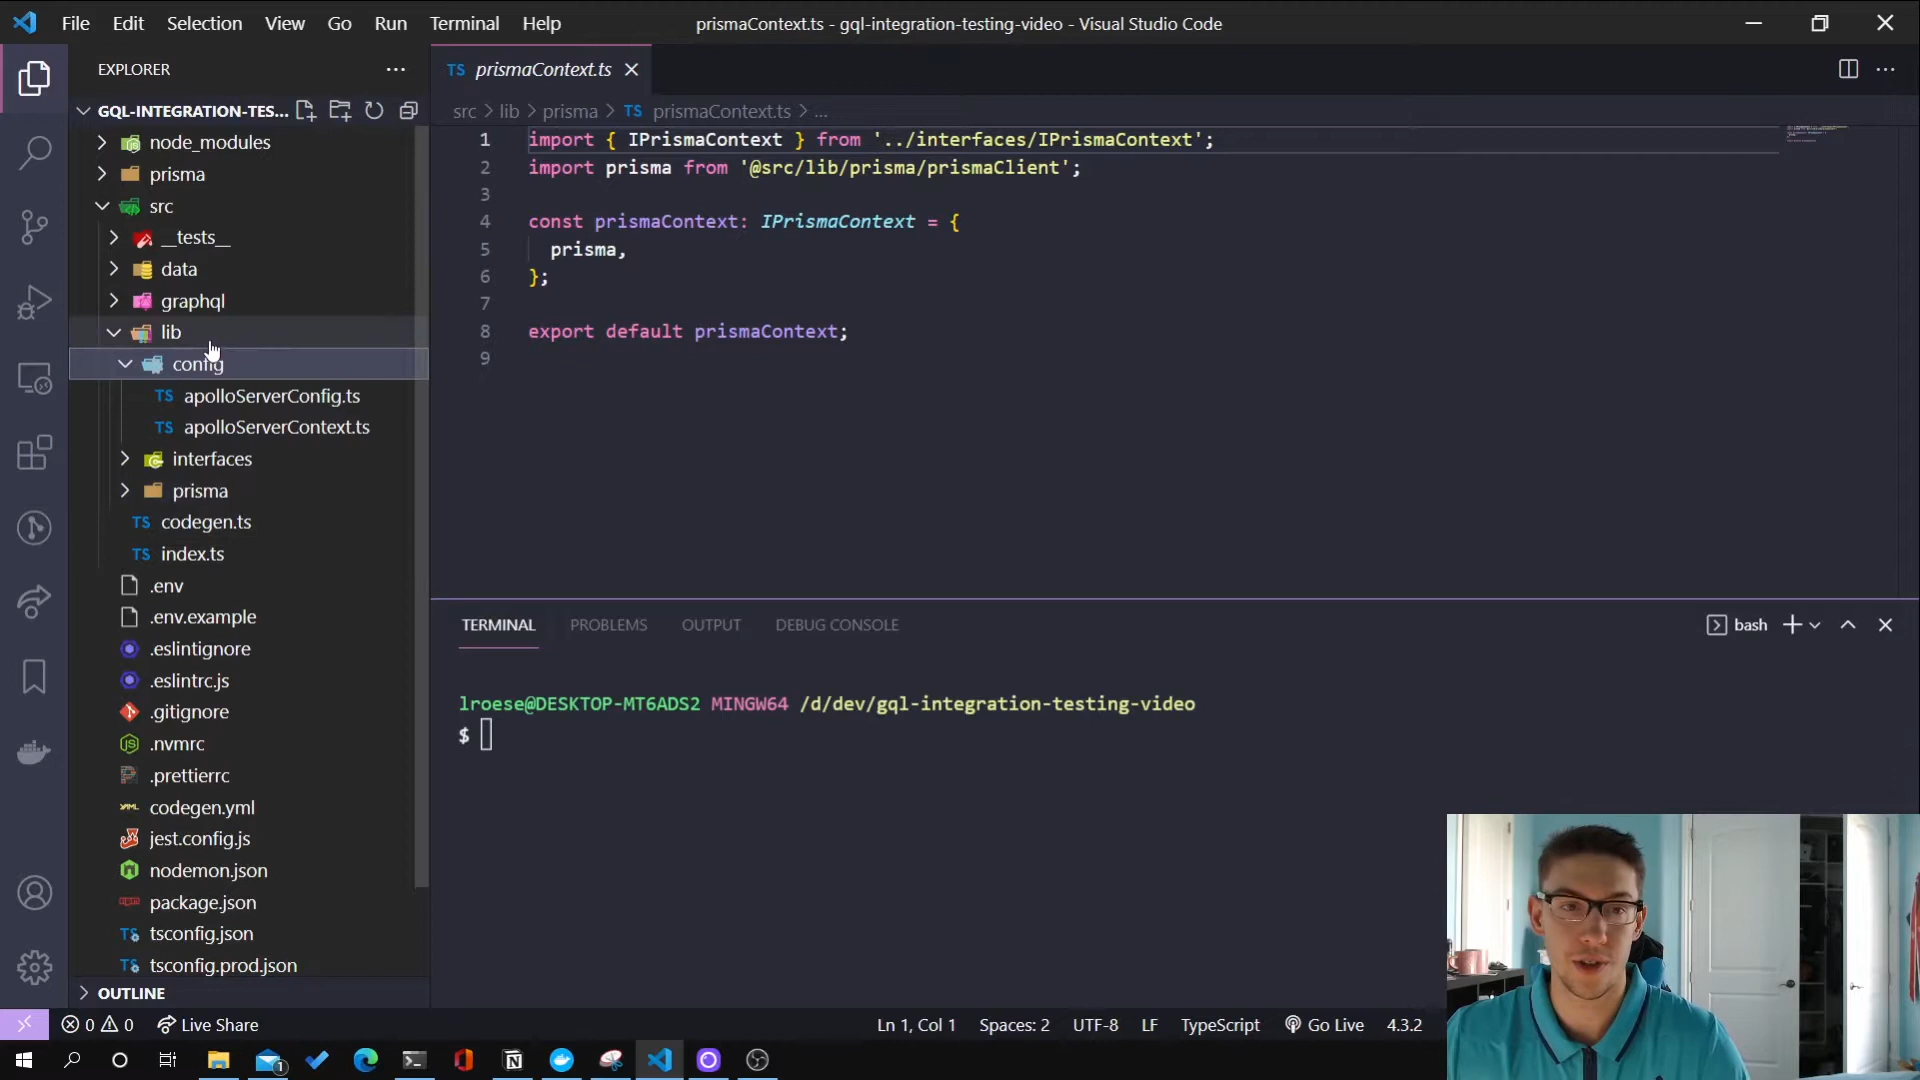 File Edit Selection View Go Run Terminal Help
prismaContext.ts - gql-integration-testing-video - Visual Studio Code
EXPLORER
GQL-INTEGRATION-TES...
node_modules
prisma
src
__tests__
data
graphql
lib
config
TS apolloServerConfig.ts
TS apolloServerContext.ts
interfaces
prisma
TS codegen.ts
TS index.ts
.env
.env.example
.eslintignore
.eslintrc.js
.gitignore
.nvmrc
.prettierrc
codegen.yml
jest.config.js
nodemon.json
package.json
TS tsconfig.json
TS tsconfig.prod.json
OUTLINE
TS prismaContext.ts
src > lib > prisma > TS prismaContext.ts > ...
1 import { IPrismaContext } from '../interfaces/IPrismaContext';
2 import prisma from '@src/lib/prisma/prismaClient';
3
4 const prismaContext: IPrismaContext = {
5 prisma,
6 };
7
8 export default prismaContext;
9
TERMINAL PROBLEMS OUTPUT DEBUG CONSOLE
bash
lroese@DESKTOP-MT6ADS2 MINGW64 /d/dev/gql-integration-testing-video
$
0 0 Live Share
Ln 1, Col 1 Spaces: 2 UTF-8 LF TypeScript Go Live 4.3.2
1